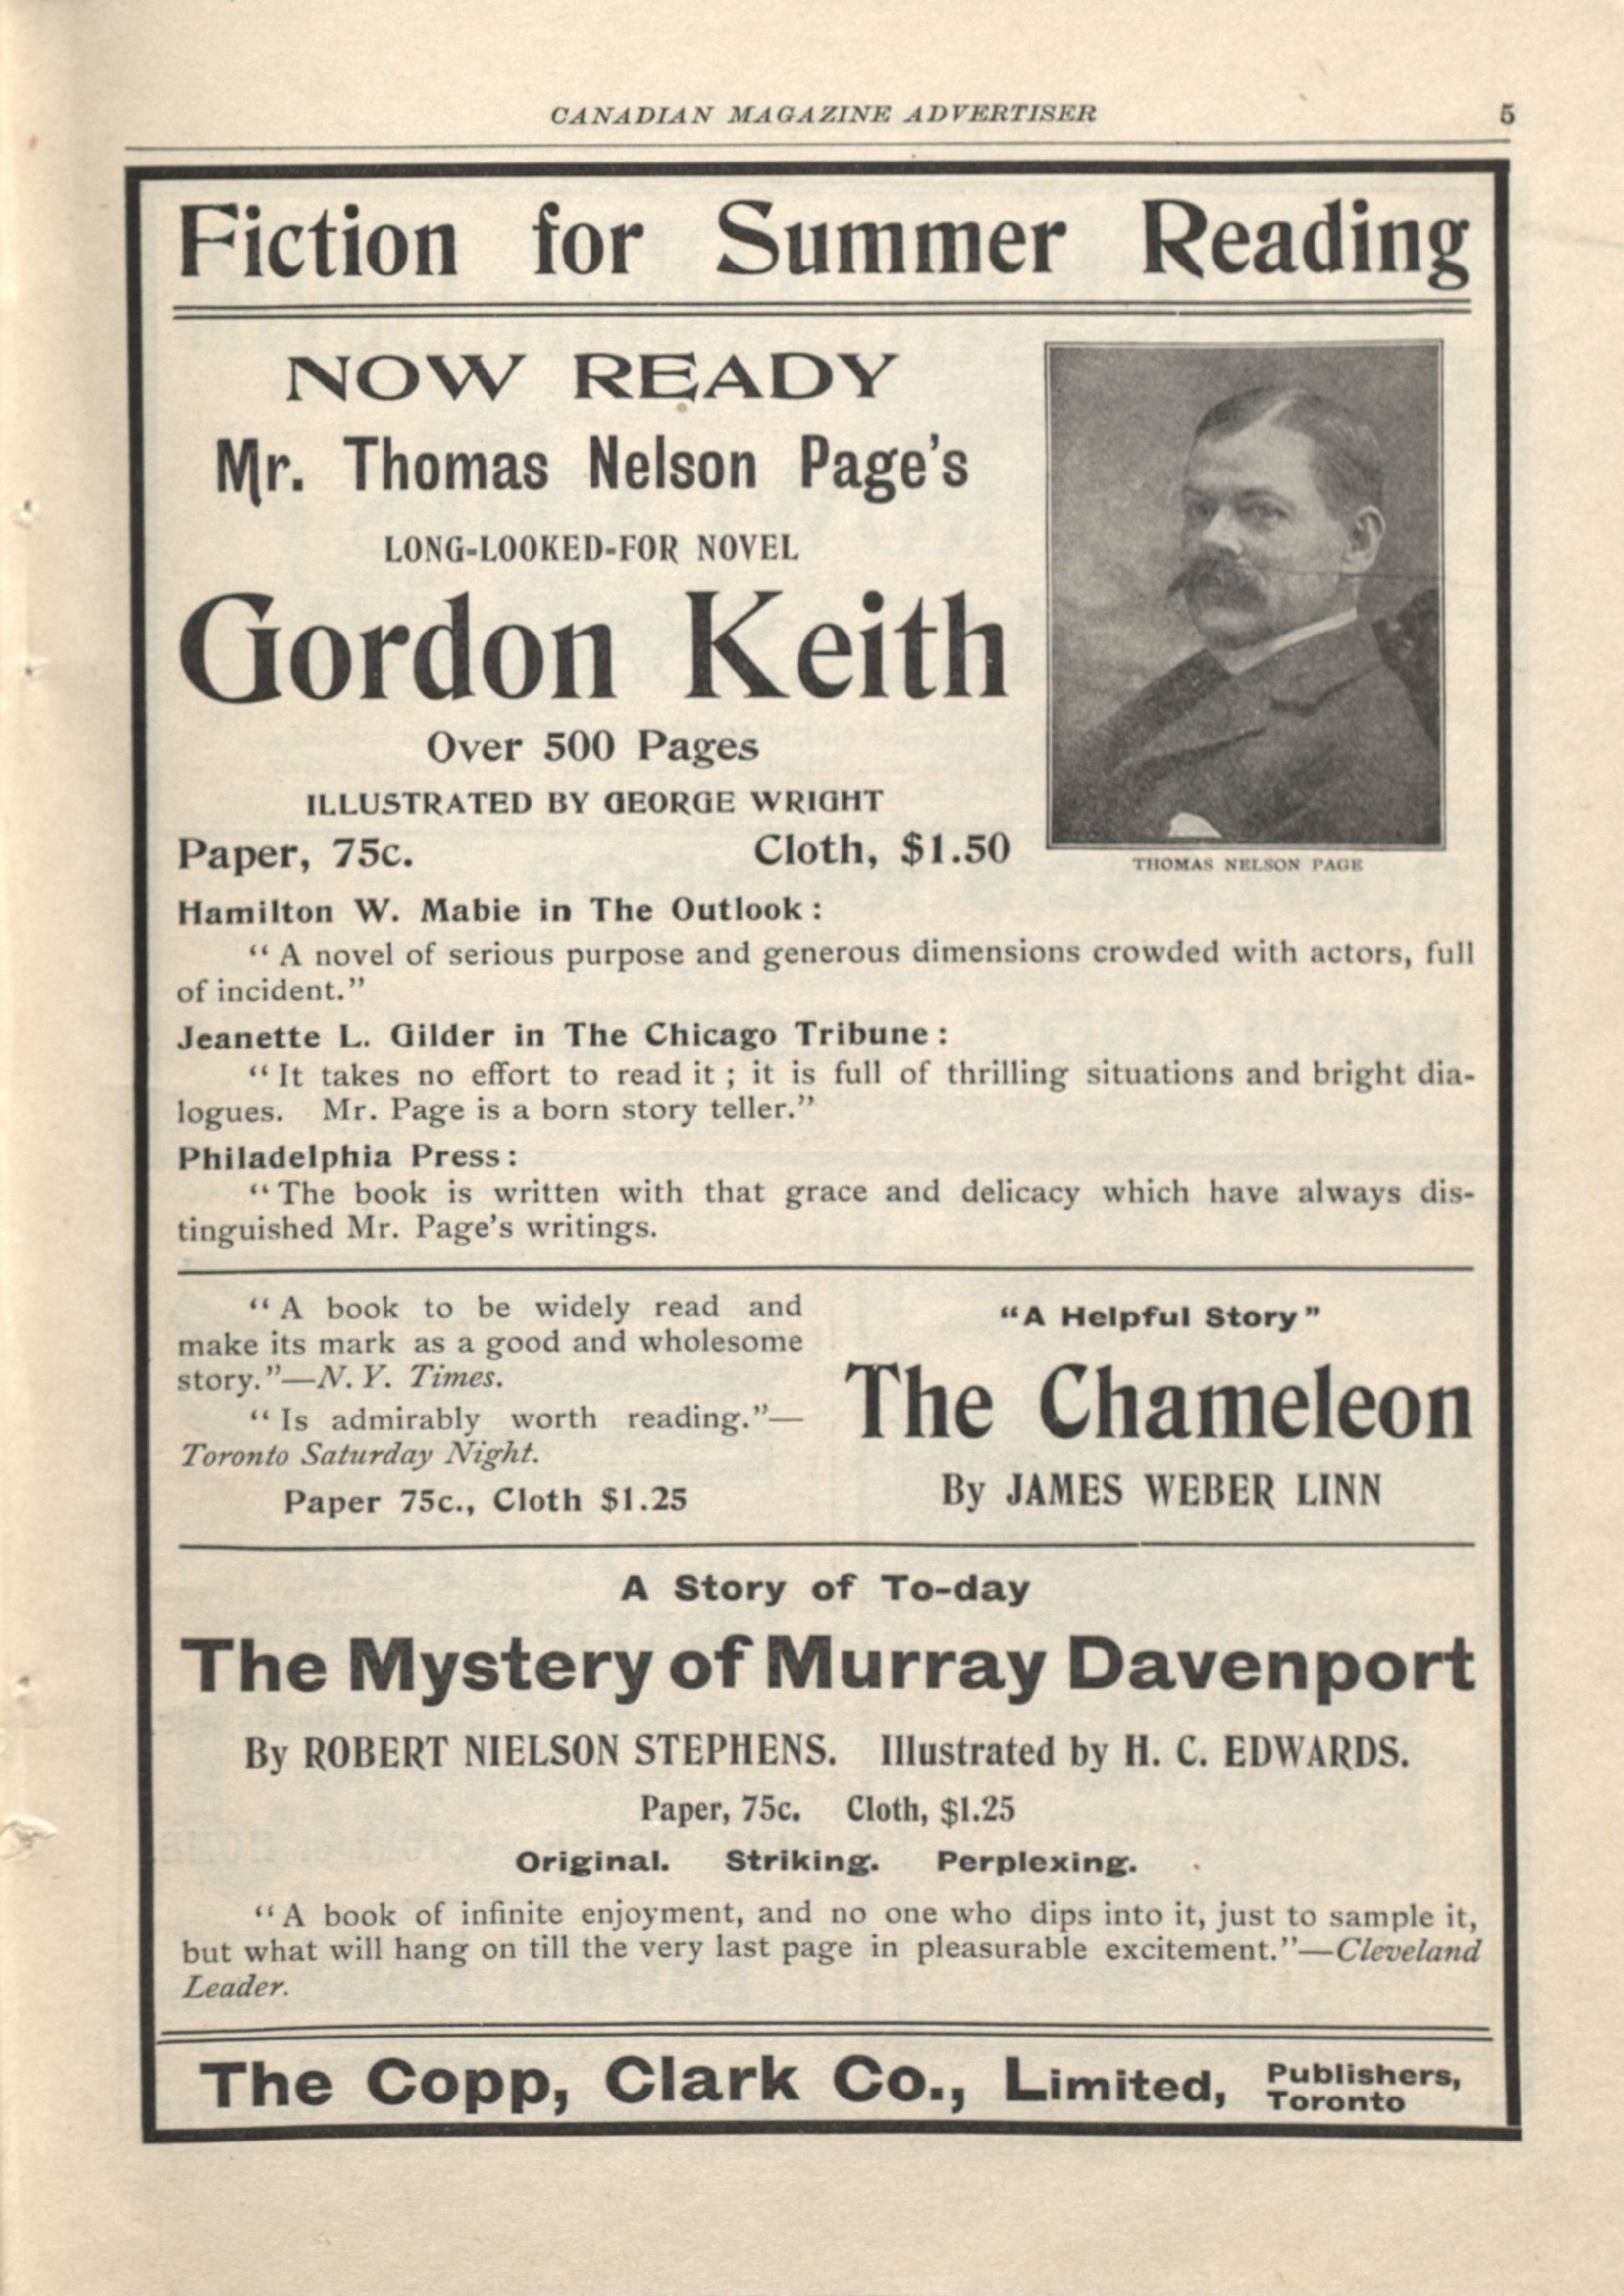 CANADIAN MAGAZINE ADVERTISER 5
Fiction for Summer Reading
NOW READY
Mr. Thomas Nelson Page's
LONG-LOOKED-FOR NOVEL
Gordon Keith
Over 500 Pages
ILLUSTRATED BY GEORGE WRIGHT
Paper, 75c. Cloth, $1.50
THOMAS NELSON PAGE
Hamilton W. Mabie in The Outlook:
"A novel of serious purpose and generous dimensions crowded with actors, full
of incident."
Jeanette L. Gilder in The Chicago Tribune:
"It takes no effort to read it; it is full of thrilling situations and bright dia-
logues. Mr. Page is a born story teller."
Philadelphia Press:
"The book is written with that grace and delicacy which have always dis-
tinguished Mr. Page's writings.
"A book to be widely read and
make its mark as a good and wholesome
story."—N. Y. Times.
"Is admirably worth reading."—
Toronto Saturday Night.
Paper 75c., Cloth $1.25
"A Helpful Story"
The Chameleon
By JAMES WEBER LINN
A Story of To-day
The Mystery of Murray Davenport
By ROBERT NIELSON STEPHENS. Illustrated by H. C. EDWARDS.
Paper, 75c. Cloth, $1.25
Original. Striking. Perplexing.
"A book of infinite enjoyment, and no one who dips into it, just to sample it,
but what will hang on till the very last page in pleasurable excitement."—Cleveland
Leader.
The Copp, Clark Co., Limited, Publishers,
Toronto